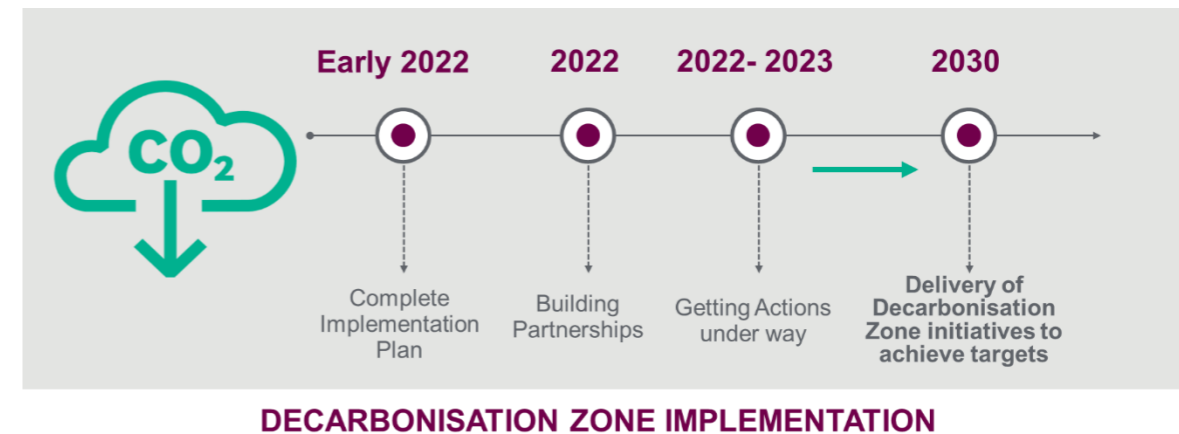 CO₂
Early 2022
2022
2022- 2023
2030
Complete
Implementation
Plan
Building
Partnerships
Getting Actions
under way
Delivery of
Decarbonisation
Zone initiatives to
achieve targets
DECARBONISATION ZONE IMPLEMENTATION